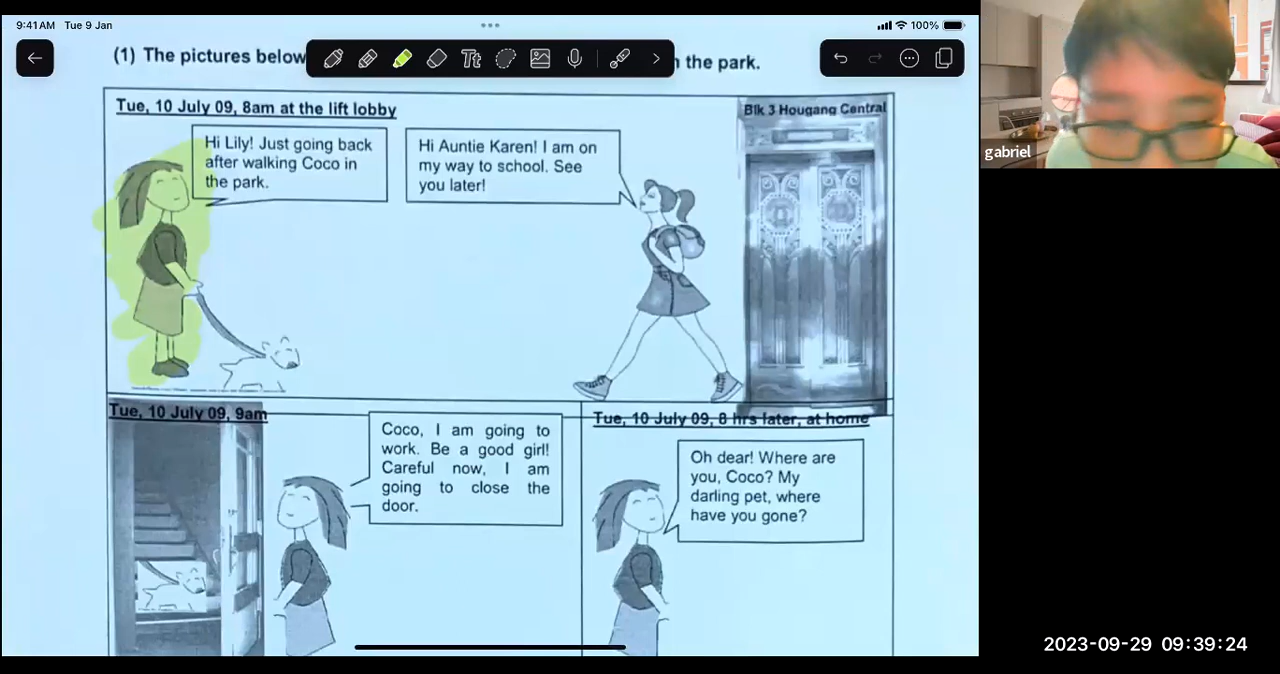 9:41AM Tue 9 Jan
100%
(1) The pictures below
the park.
Tt
Tue, 10 July 09, 8am at the lift lobby
Blk 3 Hougang Central
Hi Lily! Just going back
after walking Coco in
the park.
Hi Auntie Karen! I am on
my way to school. See
you later!
gabriel
Tue, 10 July 09, 9am
Coco, I am going to
work. Be a good girl!
Careful now, I am
going to close the
door.
Tue, 10 July 09, 8 hrs later, at home
Oh dear! Where are
you, Coco? My
darling pet, where
have you gone?
2023-09-29 09:39:24